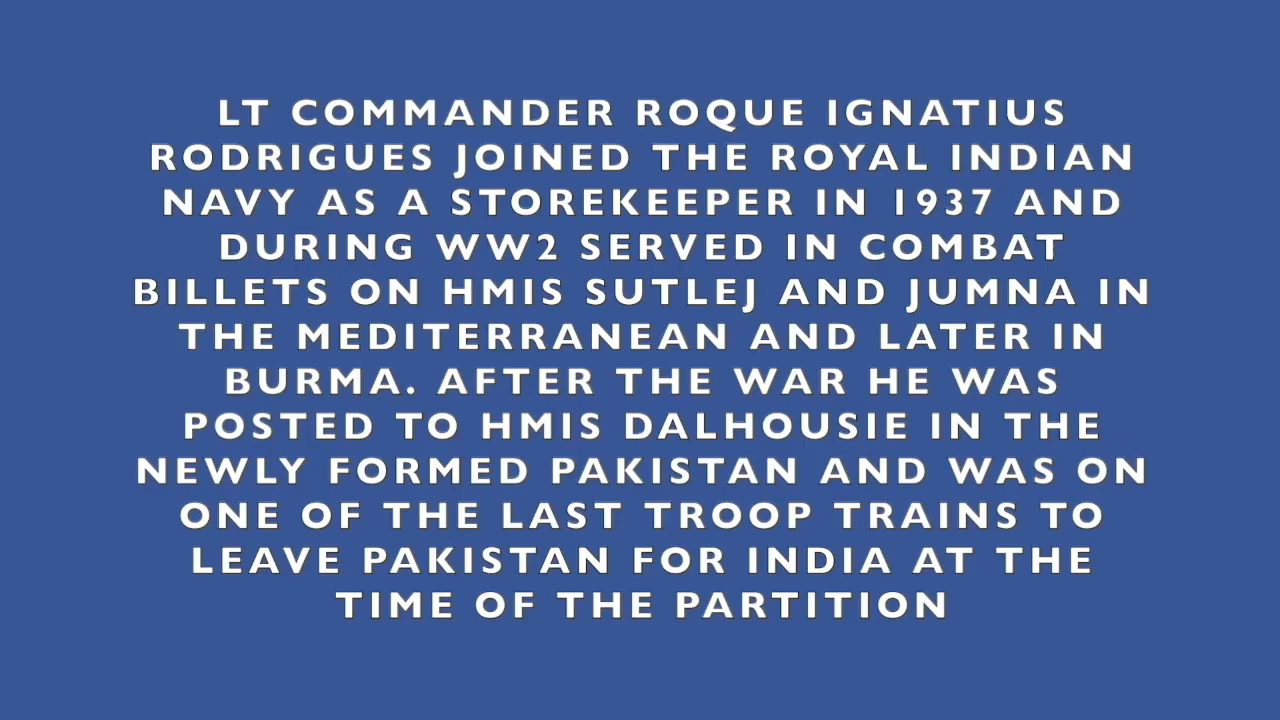 LT COMMANDER ROQUE IGNATIUS
RODRIGUES JOINED THE ROYAL INDIAN
NAVY AS A STOREKEEPER IN 1937 AND
DURING WW2 SERVED IN COMBAT
BILLETS ON HMIS SUTLEJ AND JUMNA IN
THE MEDITERRANEAN AND LATER IN
BURMA. AFTER THE WAR HE WAS
POSTED TO HMIS DALHOUSIE IN THE
NEWLY FORMED PAKISTAN AND WAS ON
ONE OF THE LAST TROOP TRAINS TO
LEAVE PAKISTAN FOR INDIA AT THE
TIME OF THE PARTITION